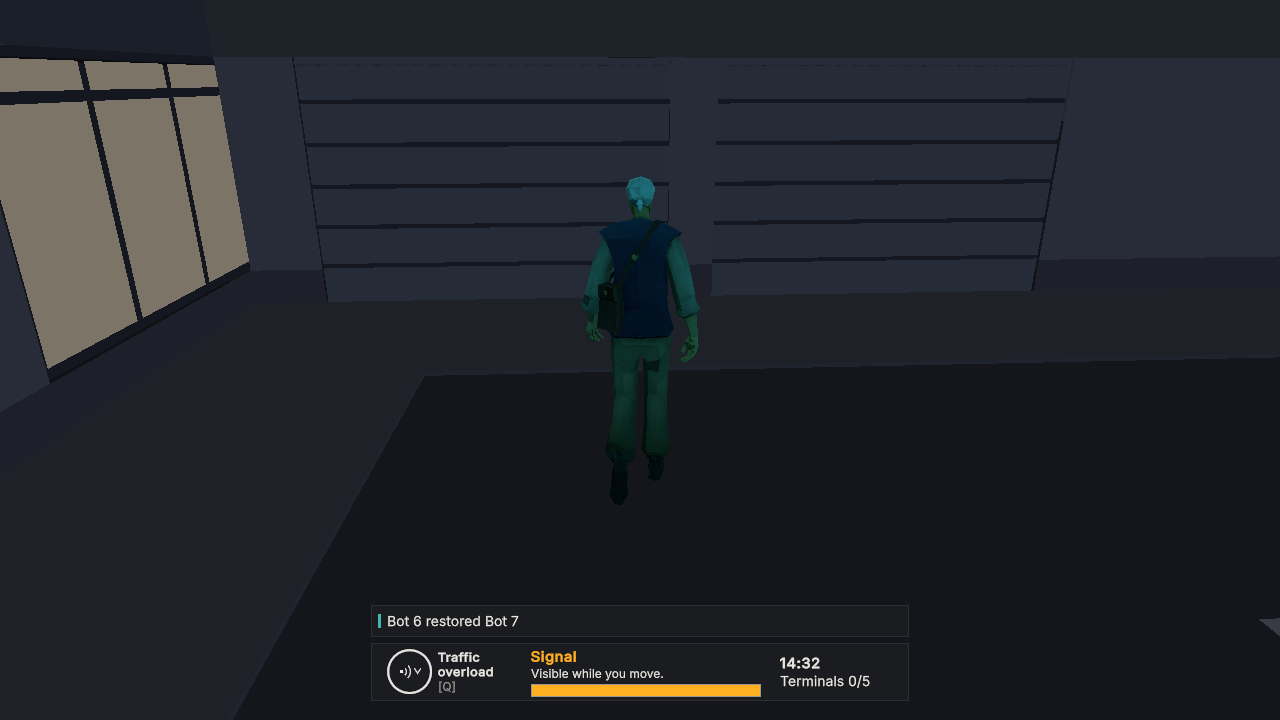 Bot 6 restored Bot 7
Traffic overload
[Q]
Signal
Visible while you move.
14:32
Terminals 0/5